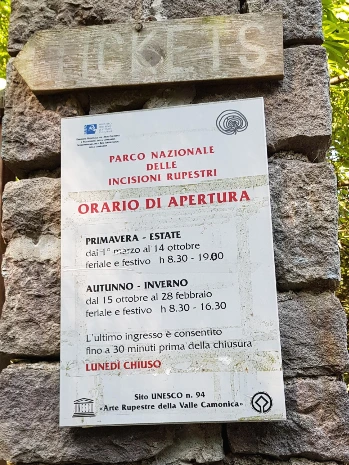 TICKETS
PARCO NAZIONALE
DELLE
INCISIONI RUPESTRI
ORARIO DI APERTURA
PRIMAVERA - ESTATE
dal 1° marzo al 14 ottobre
feriale e festivo h 8.30 - 19.00
AUTUNNO - INVERNO
dal 15 ottobre al 28 febbraio
feriale e festivo h 8.30 - 16.30
L'ultimo ingresso è consentito
fino a 30 minuti prima della chiusura
LUNEDÌ CHIUSO
Sito UNESCO n. 94
«Arte Rupestre della Valle Camonica»